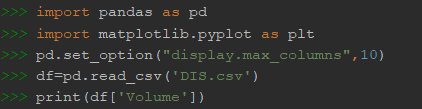 >>> import pandas as pd
>>> import matplotlib.pyplot as plt
>>> pd.set_option("display.max_columns",10)
>>> df=pd.read_csv('DIS.csv')
>>> print(df['Volume'])